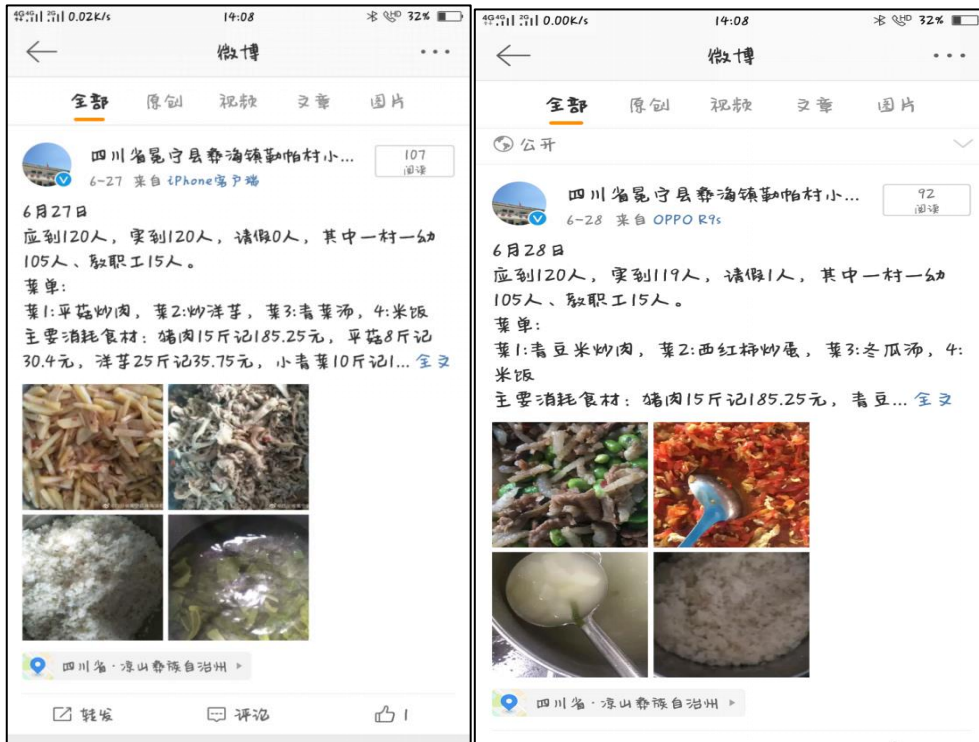 4G 4G 2G 0.02K/s 14:08 HD 32%
微博
全部 原创 视频 文章 图片
四川省冕宁县彝海镇勒帕村小...
107
阅读
6-27 来自 iPhone客户端
6月27日
应到120人，实到120人，请假0人，其中一村一幼
105人、教职工15人。
菜单：
菜1:平菇炒肉，菜2:炒洋芋，菜3:青菜汤，4:米饭
主要消耗食材：猪肉15斤记185.25元，平菇8斤记
30.4元，洋芋25斤记35.75元，小青菜10斤记1... 全文
四川省·凉山彝族自治州
转发 评论 1
4G 4G 2G 0.00K/s 14:08 HD 32%
微博
全部 原创 视频 文章 图片
公开
四川省冕宁县彝海镇勒帕村小...
92
阅读
6-28 来自 OPPO R9s
6月28日
应到120人，实到119人，请假1人，其中一村一幼
105人、教职工15人。
菜单：
菜1:青豆米炒肉，菜2:西红柿炒蛋，菜3:冬瓜汤，4:
米饭
主要消耗食材：猪肉15斤记185.25元，青豆... 全文
四川省·凉山彝族自治州